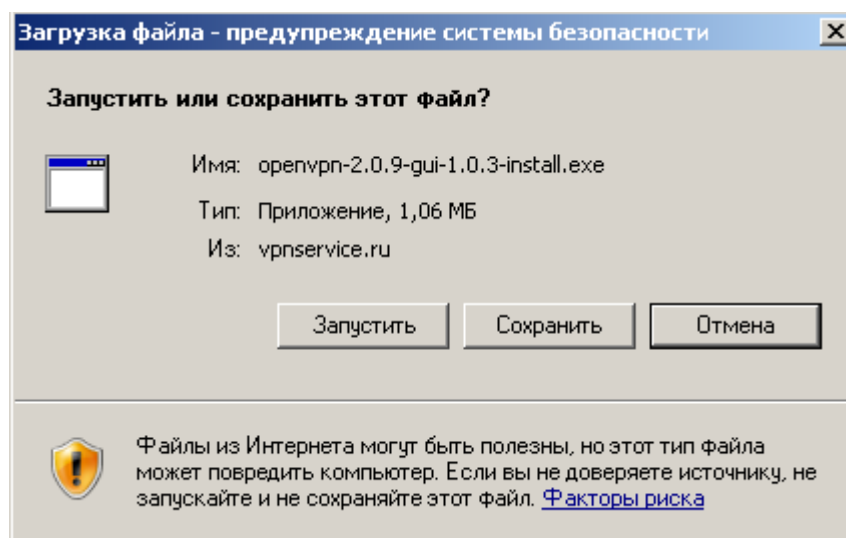 Загрузка файла - предупреждение системы безопасности
Запустить или сохранить этот файл?
Имя: openvpn-2.0.9-gui-1.0.3-install.exe
Тип: Приложение, 1,06 МБ
Из: vpnservice.ru
Запустить Сохранить Отмена
Файлы из Интернета могут быть полезны, но этот тип файла
может повредить компьютер. Если вы не доверяете источнику, не
запускайте и не сохраняйте этот файл. Факторы риска